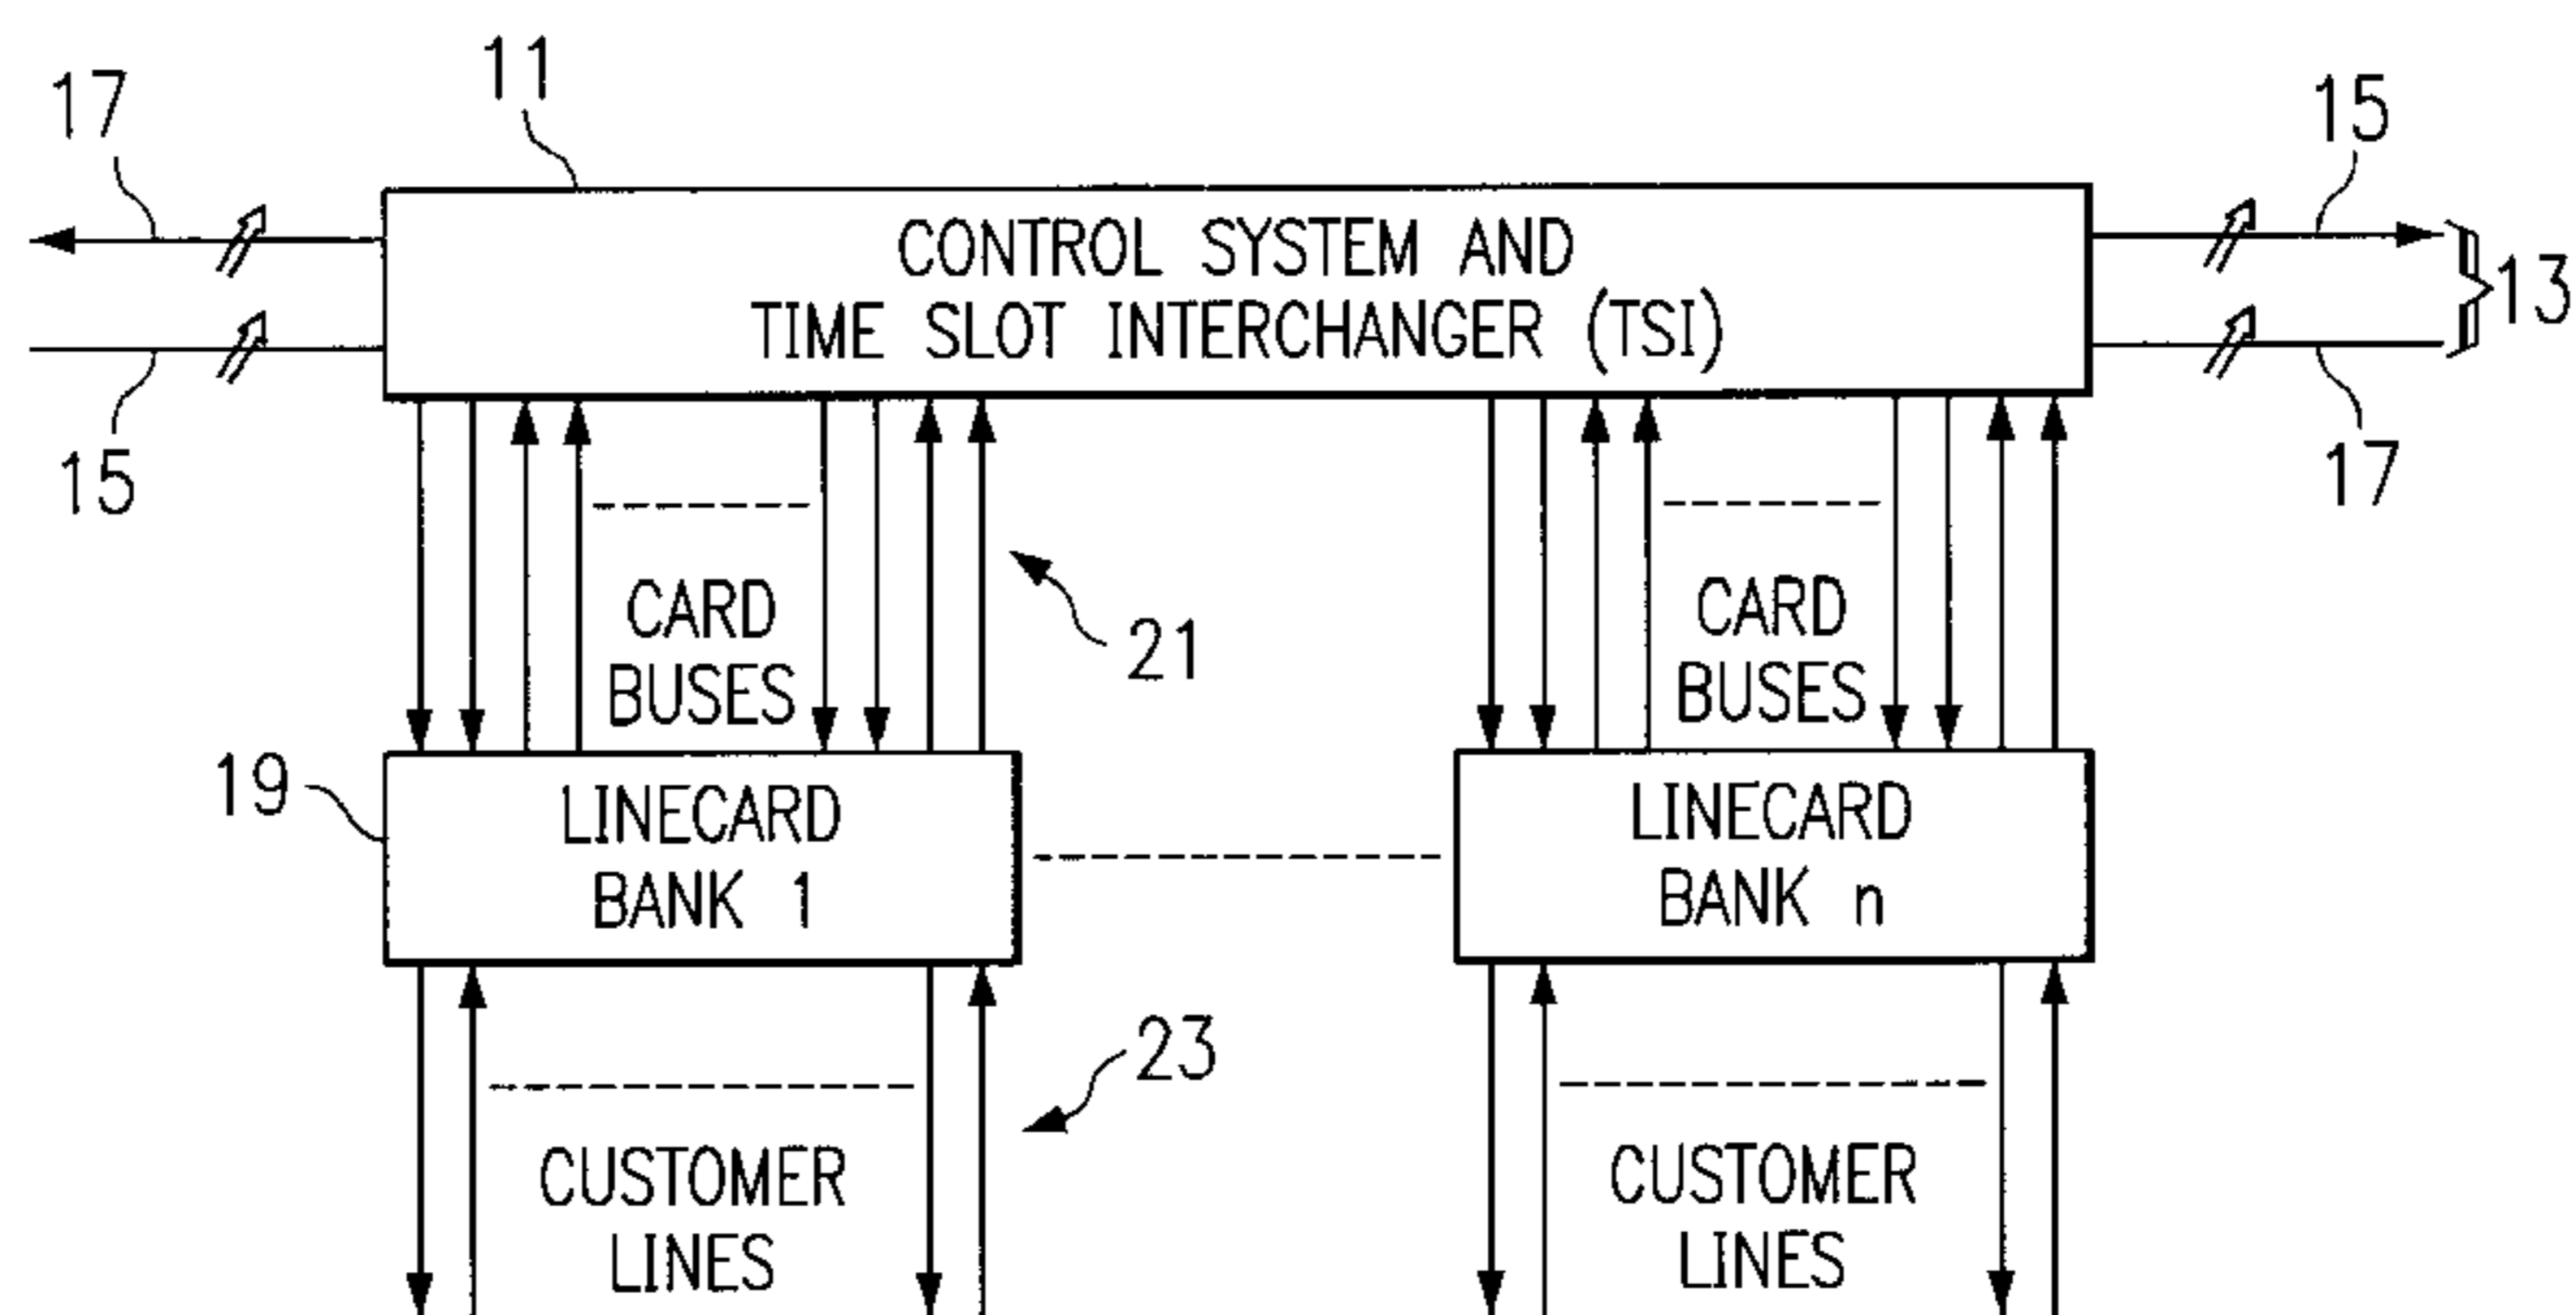 11
17
15
CONTROL SYSTEM AND
TIME SLOT INTERCHANGER (TSI)
13
15
17
CARD
BUSES
21
CARD
BUSES
19
LINECARD
BANK 1
LINECARD
BANK n
23
CUSTOMER
LINES
CUSTOMER
LINES